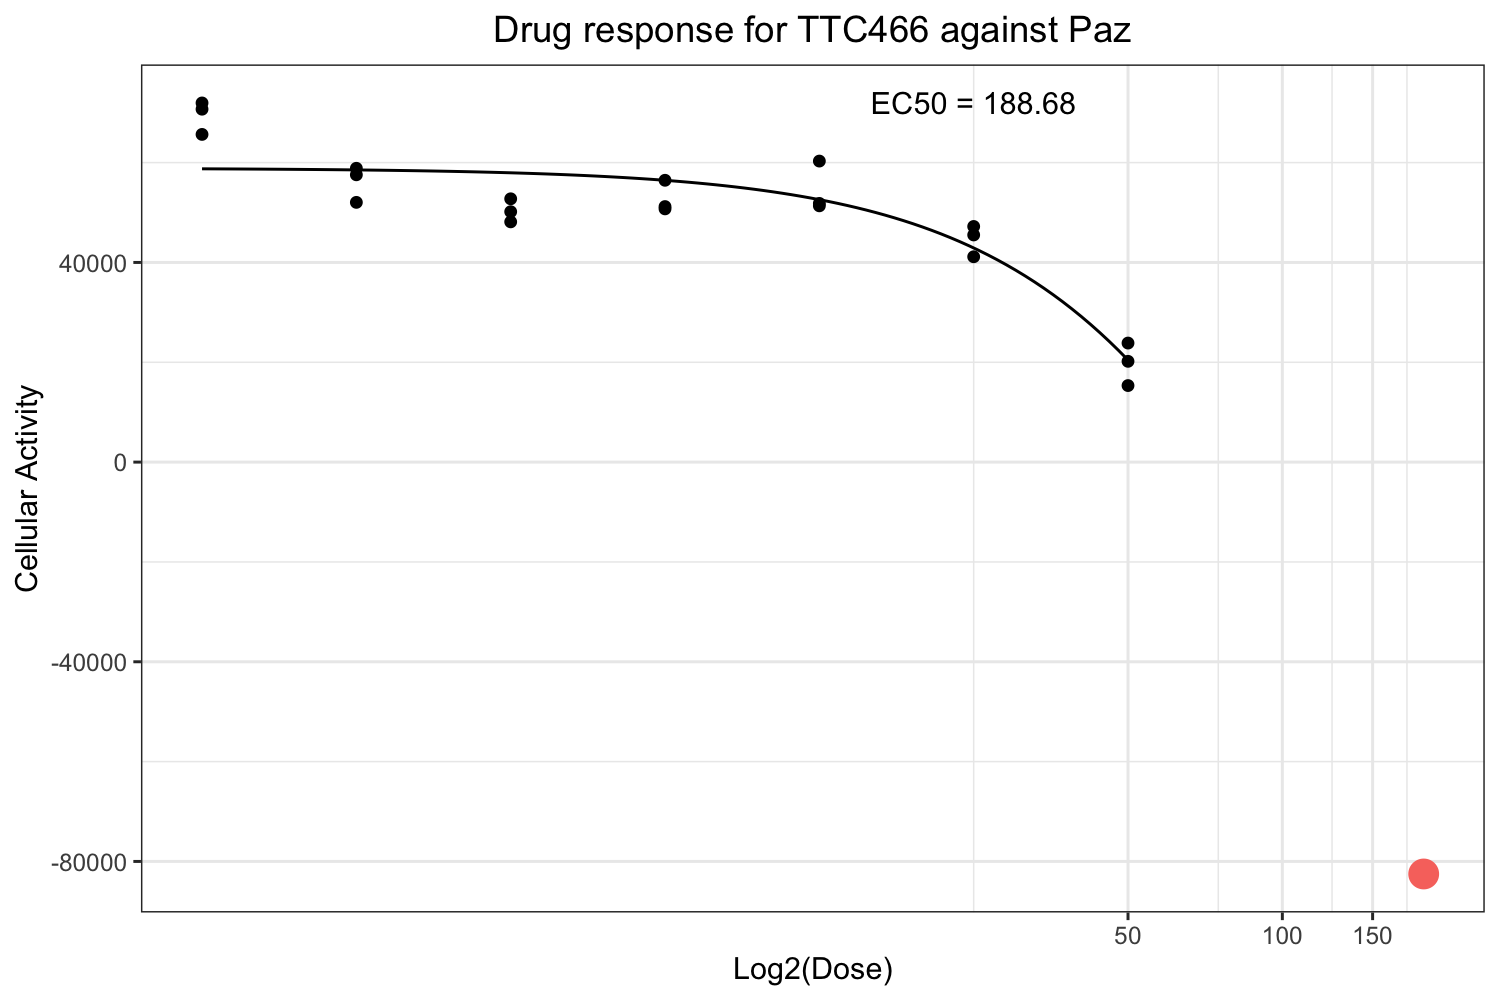 Drug response for TTC466 against Paz
EC50 = 188.68
Cellular Activity
40000
0
-40000
-80000
50
100
150
Log2(Dose)